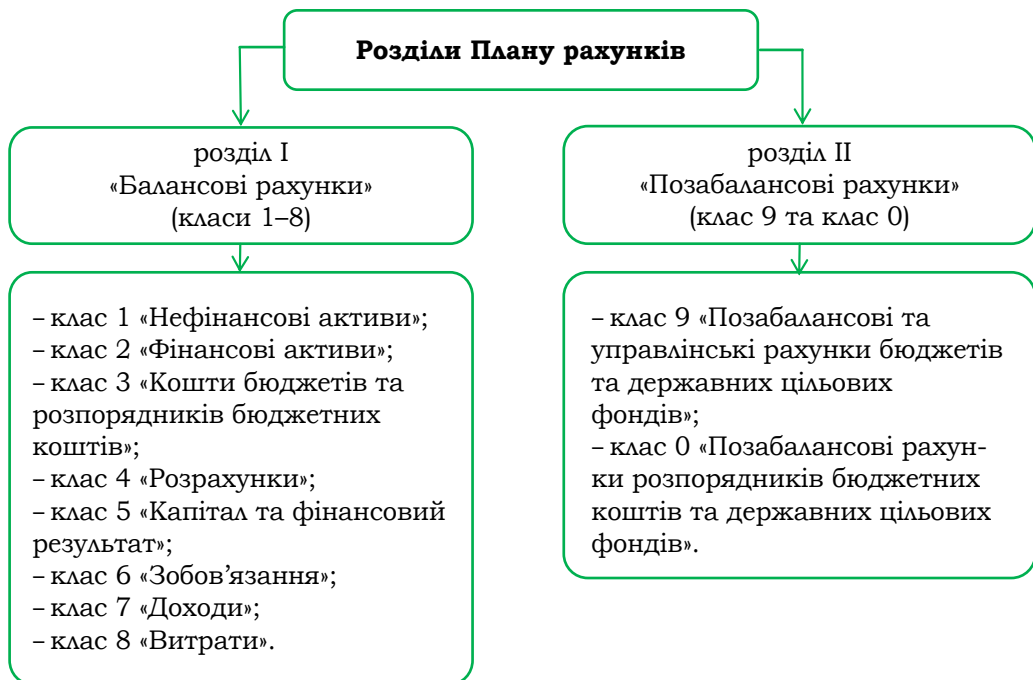 Розділи Плану рахунків
розділ I
«Балансові рахунки»
(класи 1–8)
розділ II
«Позабалансові рахунки»
(клас 9 та клас 0)
– клас 1 «Нефінансові активи»;
– клас 2 «Фінансові активи»;
– клас 3 «Кошти бюджетів та
розпорядників бюджетних
коштів»;
– клас 4 «Розрахунки»;
– клас 5 «Капітал та фінансовий
результат»;
– клас 6 «Зобов’язання»;
– клас 7 «Доходи»;
– клас 8 «Витрати».
– клас 9 «Позабалансові та
управлінські рахунки бюджетів
та державних цільових
фондів»;
– клас 0 «Позабалансові рахун-
ки розпорядників бюджетних
коштів та державних цільових
фондів».